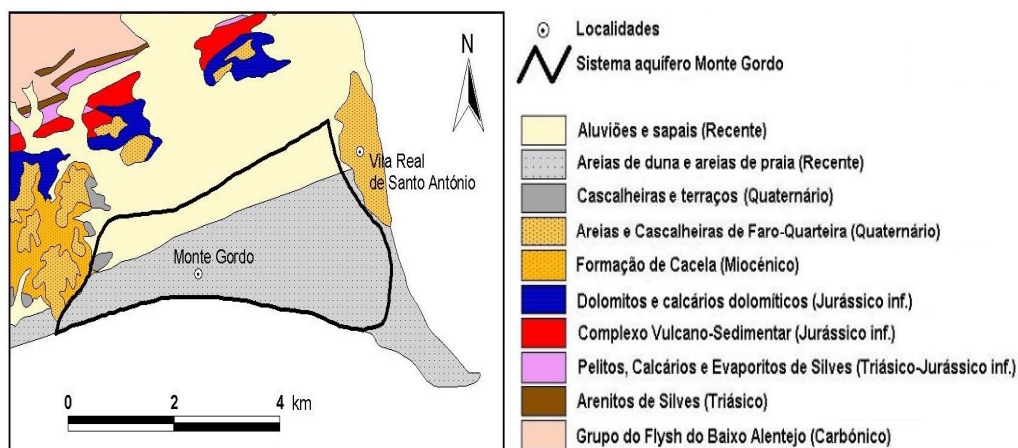 N
Vila Real
de Santo António
Monte Gordo
0 2 4 km
Localidades
Sistema aquífero Monte Gordo
Aluviões e sapais (Recente)
Areias de duna e areias de praia (Recente)
Cascalheiras e terraços (Quaternário)
Areias e Cascalheiras de Faro-Quarteira (Quaternário)
Formação de Cacela (Miocénico)
Dolomitos e calcários dolomíticos (Jurássico inf.)
Complexo Vulcano-Sedimentar (Jurássico inf.)
Pelitos, Calcários e Evaporitos de Silves (Triásico-Jurássico inf.)
Arenitos de Silves (Triásico)
Grupo do Flysh do Baixo Alentejo (Carbónico)